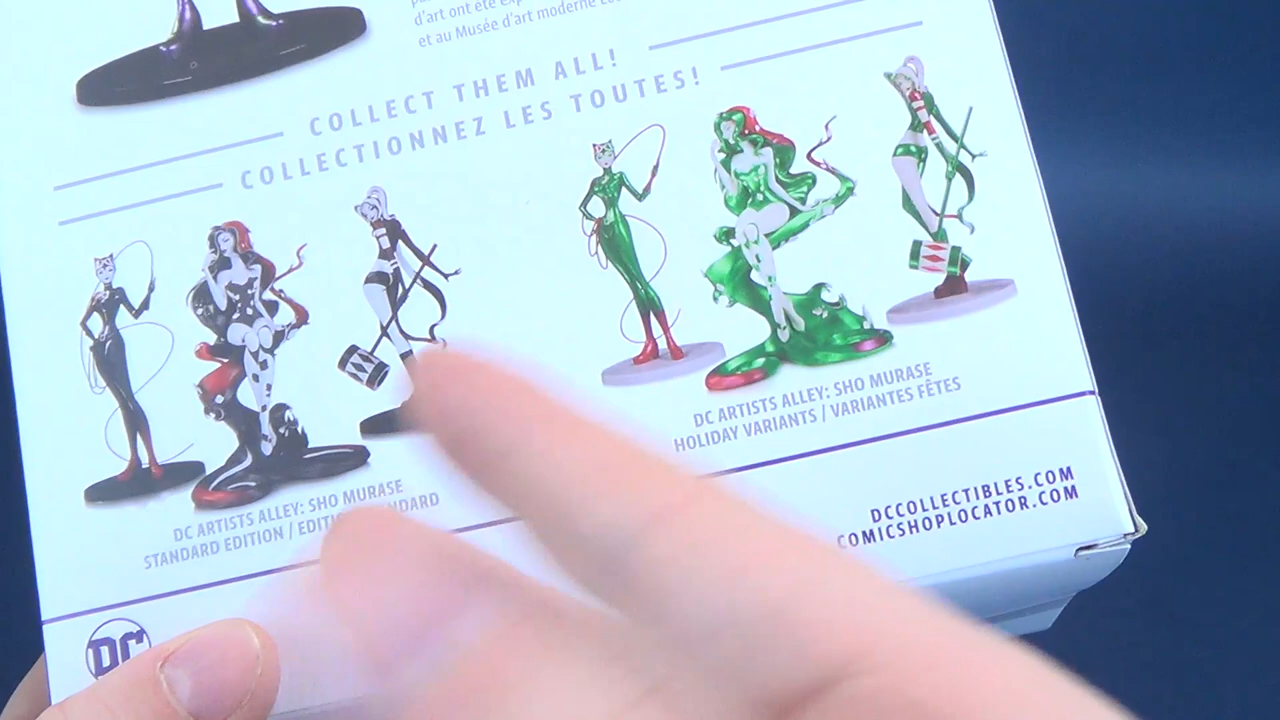 d'art ont été
et au Musée d'art moderne
COLLECT THEM ALL!
COLLECTIONNEZ LES TOUTES!
DC ARTISTS ALLEY: SHO MURASE
STANDARD EDITION /
DC ARTISTS ALLEY: SHO MURASE
HOLIDAY VARIANTS / VARIANTES FÊTES
DCCOLLECTIBLES.COM
COMICSHOPLOCATOR.COM
DC